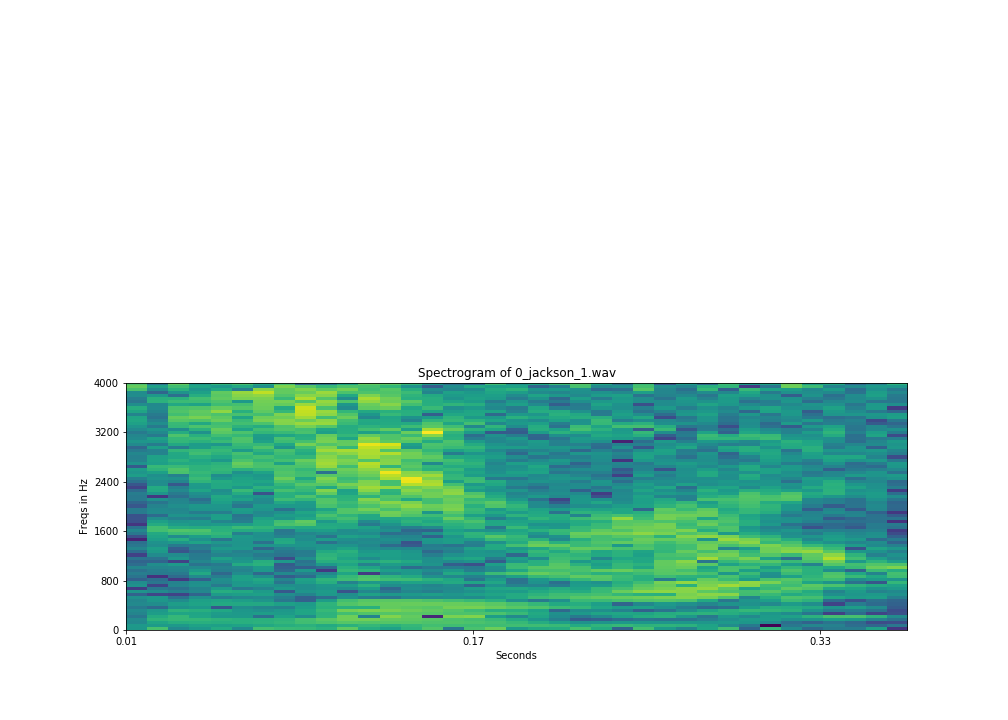 Spectrogram of 0_jackson_1.wav
4000
3200
2400
1600
800
0
Freqs in Hz
0.01 0.17 0.33
Seconds